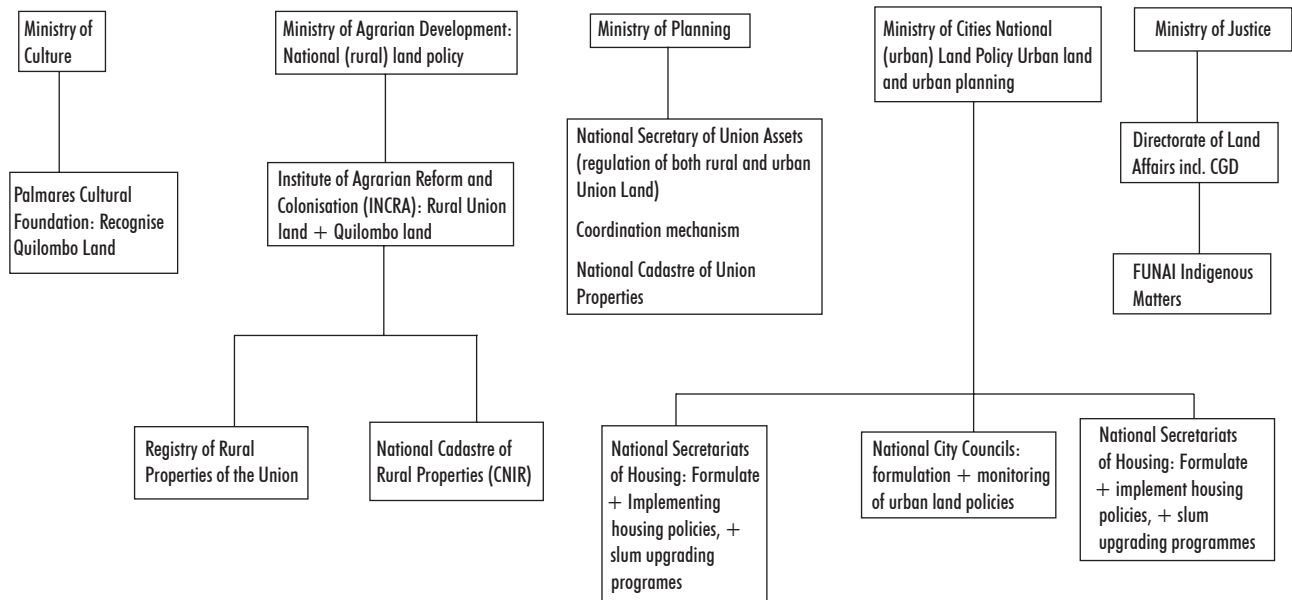 Ministry of
Culture
Ministry of Agrarian Development:
National (rural) land policy
Ministry of Planning
Ministry of Cities National
(urban) Land Policy Urban land
and urban planning
Ministry of Justice
Palmares Cultural
Foundation: Recognise
Quilombo Land
Institute of Agrarian Reform and
Colonisation (INCRA): Rural Union
land + Quilombo land
National Secretary of Union Assets
(regulation of both rural and urban
Union Land)
Coordination mechanism
National Cadastre of Union
Properties
Directorate of Land
Affairs incl. CGD
FUNAI Indigenous
Matters
Registry of Rural
Properties of the Union
National Cadastre of
Rural Properties (CNIR)
National Secretariats
of Housing: Formulate
+ Implementing
housing policies, +
slum upgrading
programes
National City Councils:
formulation + monitoring
of urban land policies
National Secretariats
of Housing: Formulate
+ implement housing
policies, + slum
upgrading programmes